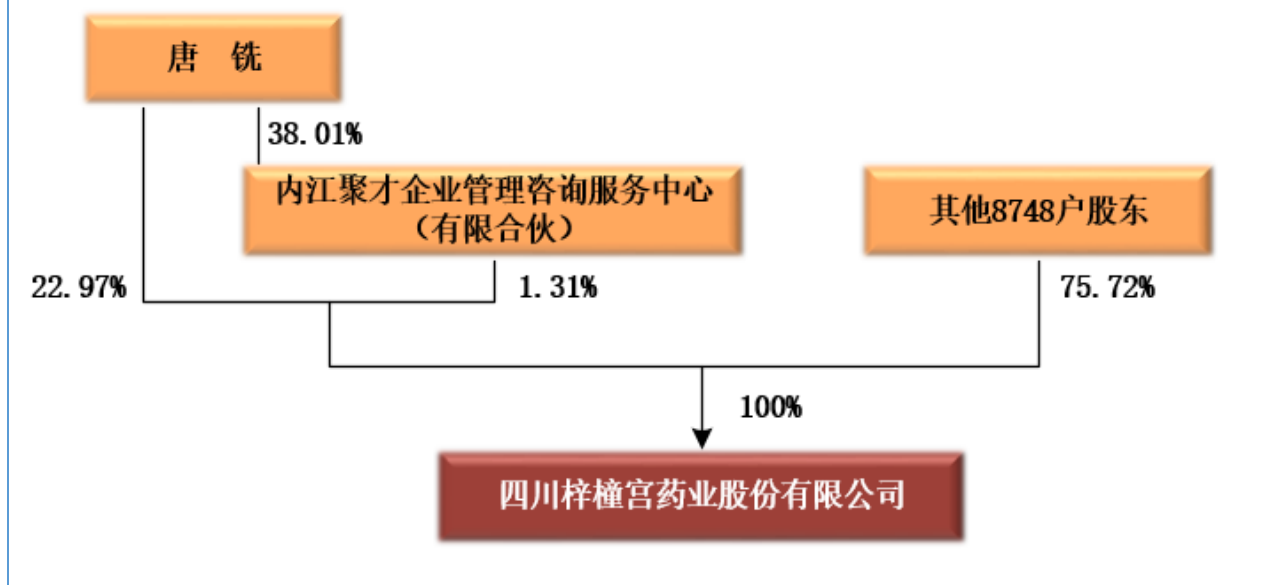 唐 铣
38.01%
内江聚才企业管理咨询服务中心
（有限合伙）
其他8748户股东
22.97%
1.31%
75.72%
100%
四川梓橦宫药业股份有限公司